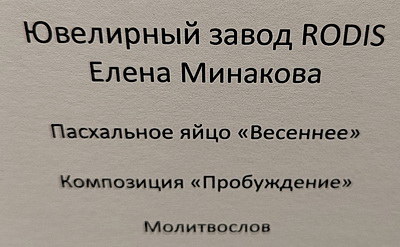 Ювелирный завод RODIS
Елена Минакова
Пасхальное яйцо «Весеннее»
Композиция «Пробуждение»
Молитвослов